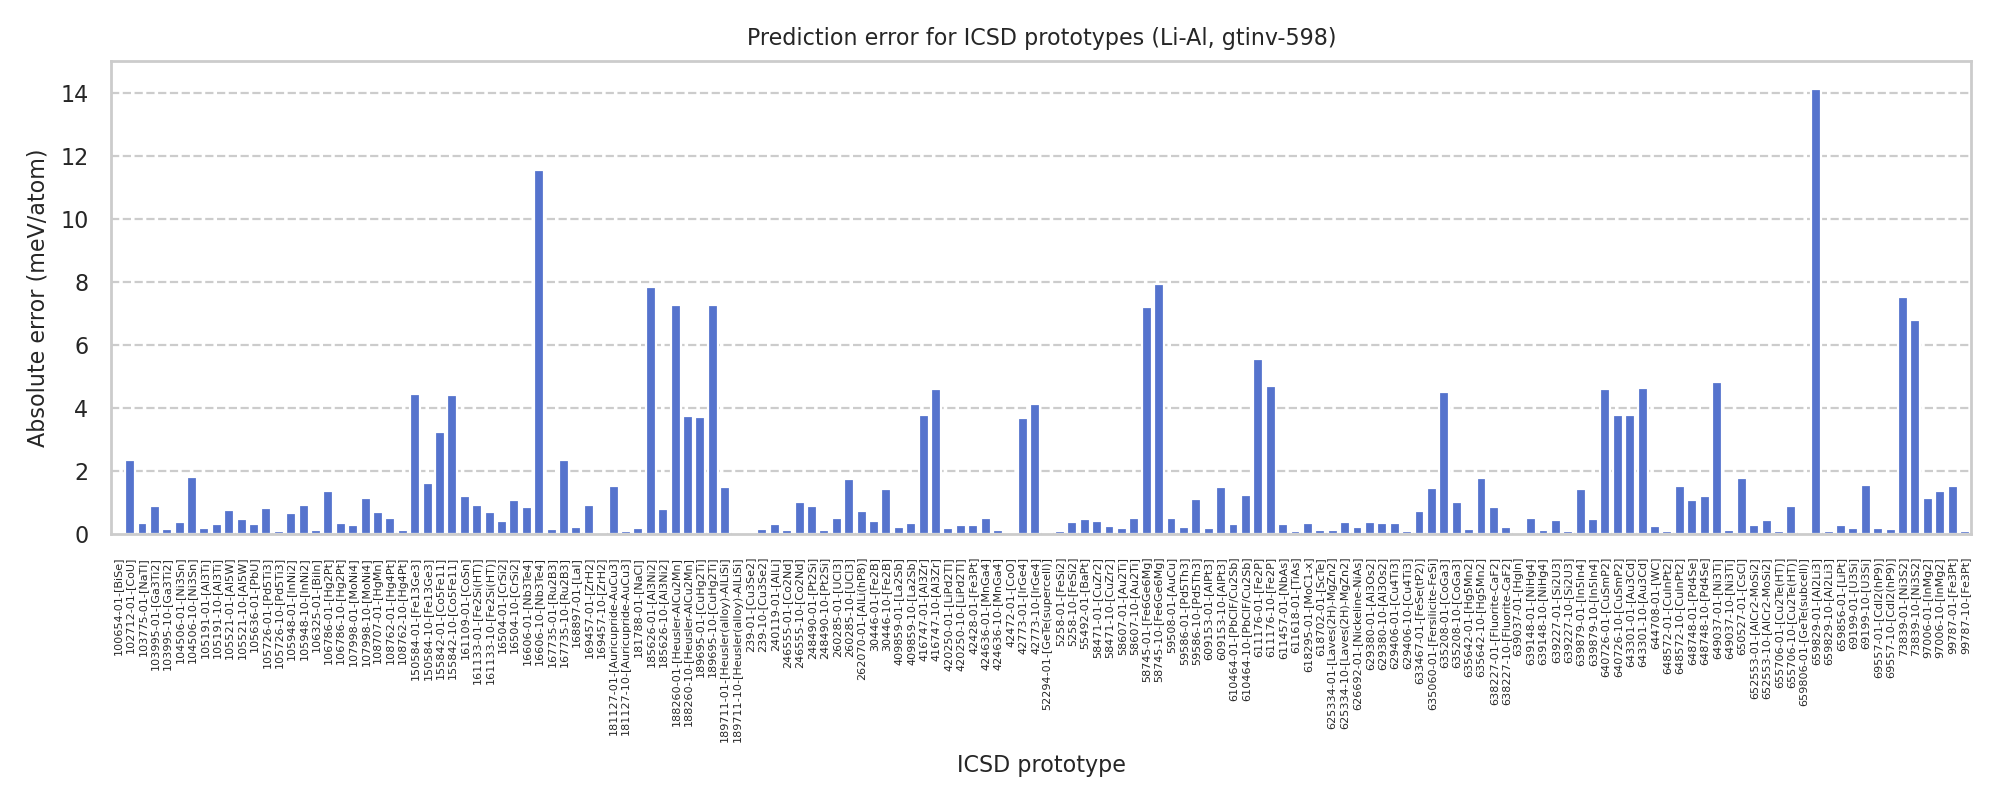 Prediction error for ICSD prototypes (Li-Al, gtinv-598)
Absolute error (meV/atom)
14
12
10
8
6
4
2
0
100654-01-[BiSe]
102712-01-[CoU]
103775-01-[NaTl]
103995-01-[Ga3Ti2]
103995-10-[Ga3Ti2]
104506-01-[Ni3Sn]
104506-10-[Ni3Sn]
105191-01-[Al3Ti]
105191-10-[Al3Ti]
105521-01-[Al5W]
105521-10-[Al5W]
105636-01-[PbU]
105726-01-[Pd5Ti3]
105726-10-[Pd5Ti3]
105948-01-[InNi2]
105948-10-[InNi2]
106325-01-[BiIn]
106786-01-[Hg2Pt]
106786-10-[Hg2Pt]
107998-01-[MoNi4]
107998-10-[MoNi4]
108707-01-[HgMn]
108762-01-[Hg4Pt]
108762-10-[Hg4Pt]
150584-01-[Fe13Ge3]
150584-10-[Fe13Ge3]
155842-01-[Co5Fe11]
155842-10-[Co5Fe11]
161109-01-[CoSn]
161133-01-[Fe2Si(HT)]
161133-10-[Fe2Si(HT)]
16504-01-[CrSi2]
16504-10-[CrSi2]
16606-01-[Nb3Te4]
16606-10-[Nb3Te4]
167735-01-[Ru2B3]
167735-10-[Ru2B3]
168897-01-[LaI]
169457-01-[ZrH2]
169457-10-[ZrH2]
181127-01-[Auricupride-AuCu3]
181127-10-[Auricupride-AuCu3]
181788-01-[NaCl]
185626-01-[Al3Ni2]
185626-10-[Al3Ni2]
188260-01-[Heusler-AlCu2Mn]
188260-10-[Heusler-AlCu2Mn]
189695-01-[CuHg2Ti]
189695-10-[CuHg2Ti]
189711-01-[Heusler(alloy)-AlLiSi]
189711-10-[Heusler(alloy)-AlLiSi]
239-01-[Cu3Se2]
239-10-[Cu3Se2]
240119-01-[AlLi]
246555-01-[Co2Nd]
246555-10-[Co2Nd]
248490-01-[Pt2Si]
248490-10-[Pt2Si]
260285-01-[UCl3]
260285-10-[UCl3]
262070-01-[AlLi(hP8)]
30446-01-[Fe2B]
30446-10-[Fe2B]
409859-01-[La2Sb]
409859-10-[La2Sb]
416747-01-[Al3Zr]
416747-10-[Al3Zr]
420250-01-[LiPd2Tl]
420250-10-[LiPd2Tl]
42428-01-[Fe3Pt]
424636-01-[MnGa4]
424636-10-[MnGa4]
42472-01-[CoO]
42773-01-[IrGe4]
42773-10-[IrGe4]
52294-01-[GeTe(supercell)]
5258-01-[FeSi2]
5258-10-[FeSi2]
55492-01-[BaPt]
58471-01-[CuZr2]
58471-10-[CuZr2]
58607-01-[Au2Ti]
58607-10-[Au2Ti]
58745-01-[Fe6Ge6Mg]
58745-10-[Fe6Ge6Mg]
59508-01-[AuCu]
59586-01-[Pd5Th3]
59586-10-[Pd5Th3]
609153-01-[AlPt3]
609153-10-[AlPt3]
610464-01-[PbClF/Cu2Sb]
610464-10-[PbClF/Cu2Sb]
611176-01-[Fe2P]
611176-10-[Fe2P]
611457-01-[NbAs]
611618-01-[TiAs]
618295-01-[MoC1-x]
618702-01-[ScTe]
625334-01-[Laves(2H)-MgZn2]
625334-10-[Laves(2H)-MgZn2]
626692-01-[Nickeline-NiAs]
629380-01-[Al3Os2]
629380-10-[Al3Os2]
629406-01-[Cu4Ti3]
629406-10-[Cu4Ti3]
633467-01-[FeSe(tP2)]
635060-01-[Fersilicite-FeSi]
635208-01-[CoGa3]
635208-10-[CoGa3]
635642-01-[Hg5Mn2]
635642-10-[Hg5Mn2]
638227-01-[Fluorite-CaF2]
638227-10-[Fluorite-CaF2]
639037-01-[HgIn]
639148-01-[NiHg4]
639148-10-[NiHg4]
639227-01-[Si2U3]
639227-10-[Si2U3]
639879-01-[In5In4]
639879-10-[In5In4]
640726-01-[CuSmP2]
640726-10-[CuSmP2]
643301-01-[Au3Cd]
643301-10-[Au3Cd]
644708-01-[WC]
648572-01-[CuInPt2]
648572-10-[CuInPt2]
648748-01-[Pd4Se]
648748-10-[Pd4Se]
649037-01-[Ni3Ti]
649037-10-[Ni3Ti]
650527-01-[CsCl]
652553-01-[AlCr2-MoSi2]
652553-10-[AlCr2-MoSi2]
655706-01-[Cu2Te(HT)]
655706-10-[Cu2Te(HT)]
659806-01-[GeTe(subcell)]
659829-01-[Al2Li3]
659829-10-[Al2Li3]
659856-01-[LiPt]
69199-01-[U3Si]
69199-10-[U3Si]
69557-01-[CdI2(hP9)]
69557-10-[CdI2(hP9)]
73839-01-[Ni3S2]
73839-10-[Ni3S2]
97006-01-[InMg2]
97006-10-[InMg2]
99787-01-[Fe3Pt]
99787-10-[Fe3Pt]
ICSD prototype